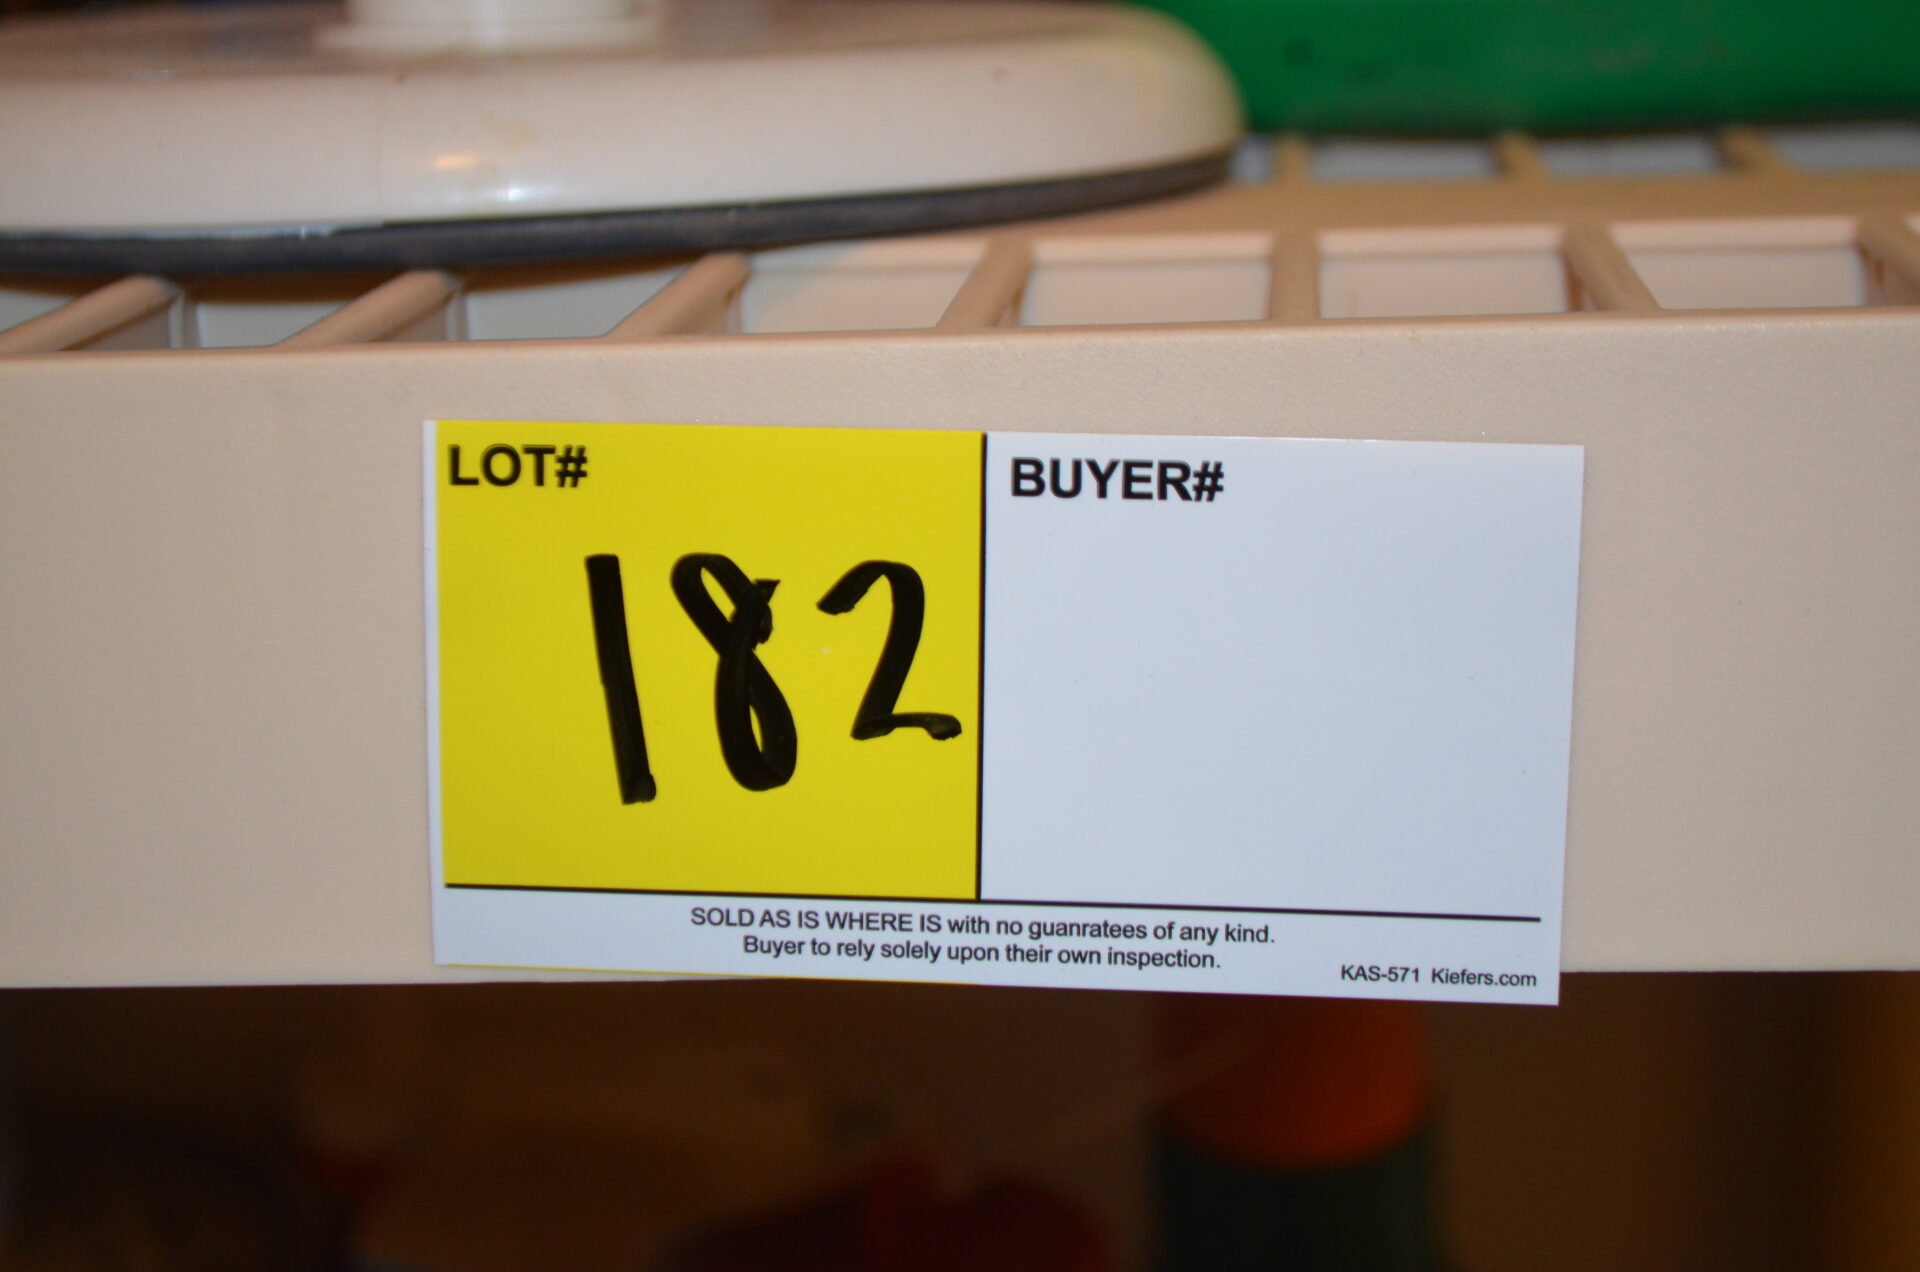 LOT#
182
BUYER#
SOLD AS IS WHERE IS with no guanratees of any kind.
Buyer to rely solely upon their own inspection.
KAS-571 Kiefers.com